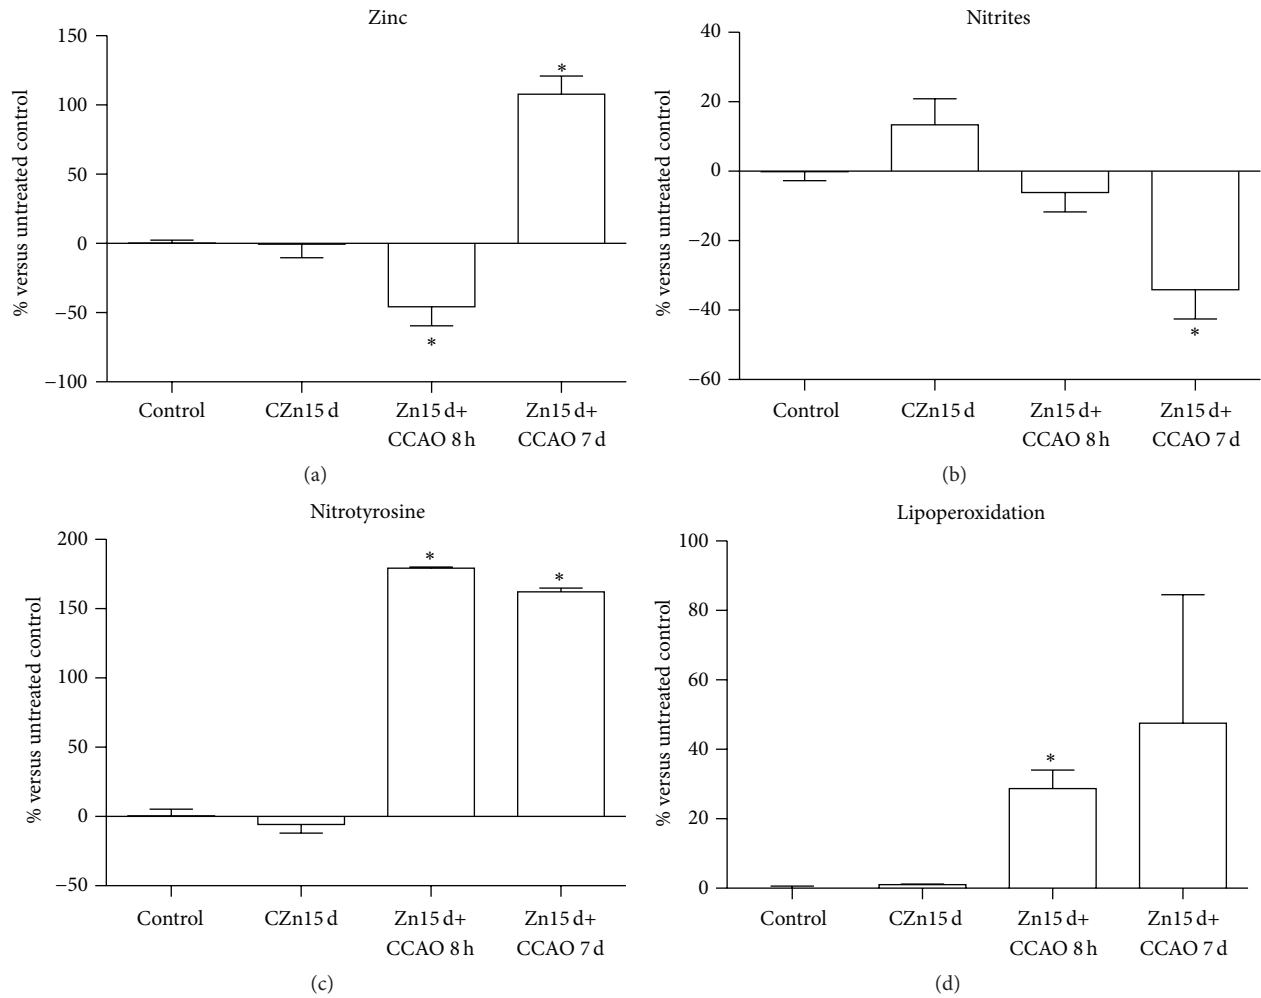 Zinc
% versus untreated control
150
100
50
0
−50
−100
*
*
Control
CZn15 d
Zn15 d+
CCAO 8 h
Zn15 d+
CCAO 7 d
(a)
Nitrites
% versus untreated control
40
20
0
−20
−40
−60
*
Control
CZn15 d
Zn15 d+
CCAO 8 h
Zn15 d+
CCAO 7 d
(b)
Nitrotyrosine
% versus untreated control
200
150
100
50
0
−50
*
*
Control
CZn15 d
Zn15 d+
CCAO 8 h
Zn15 d+
CCAO 7 d
(c)
Lipoperoxidation
% versus untreated control
100
80
60
40
20
0
*
Control
CZn15 d
Zn15 d+
CCAO 8 h
Zn15 d+
CCAO 7 d
(d)